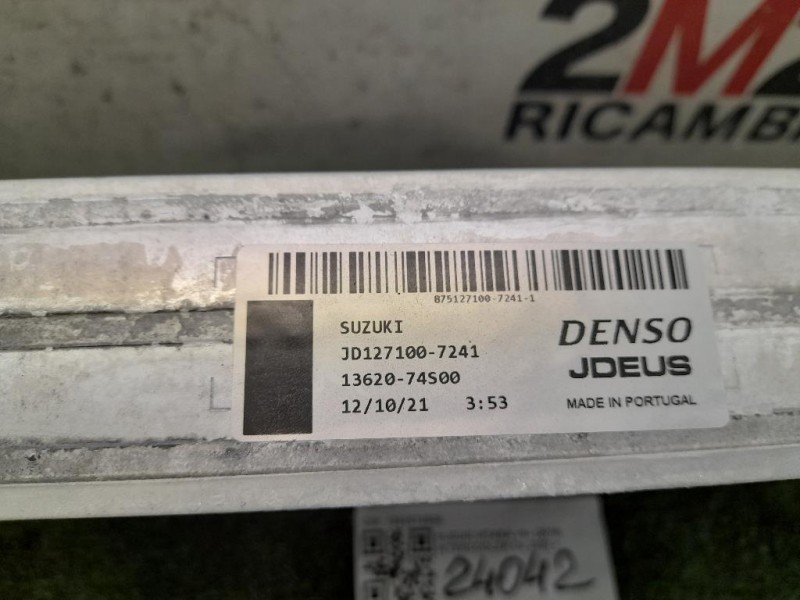 2M2
RICAMB
875127100-7241-1
SUZUKI
JD127100-7241
13620-74S00
12/10/21 3:53
DENSO
JDEUS
MADE IN PORTUGAL
24042